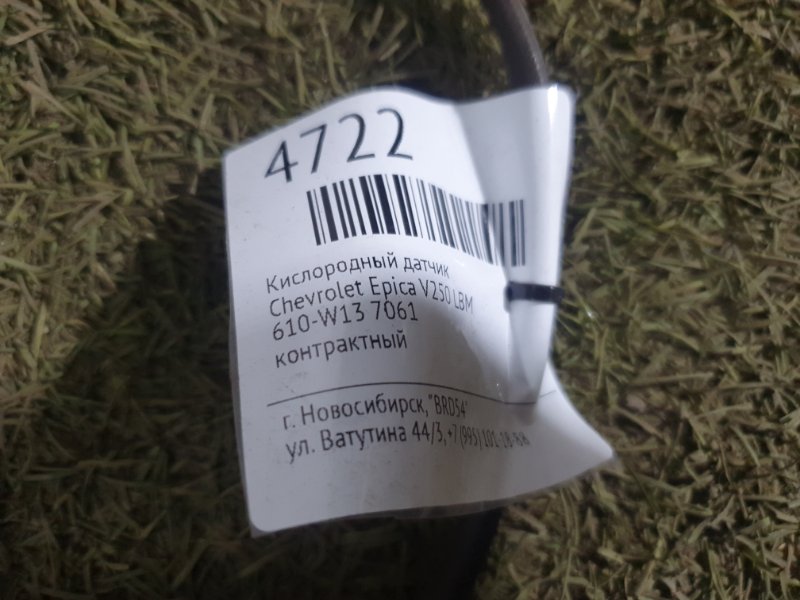 4722
Кислородный датчик
Chevrolet Epica V250 LBM
610-W13 7061
контрактный
г. Новосибирск, "BRD54"
ул. Ватутина 44/3, +7 (995) 101-18-88